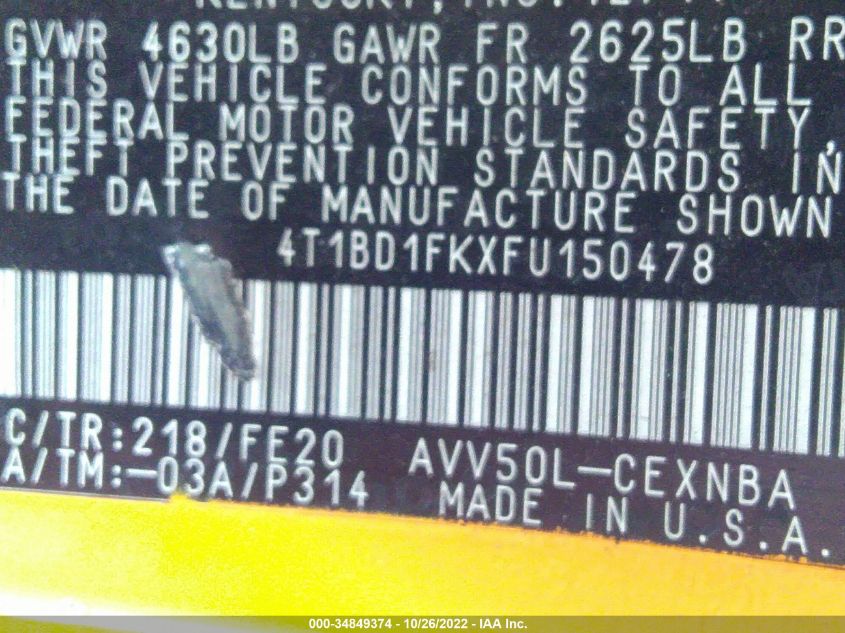 GVWR 4630LB GAWR FR 2625LB RR
THIS VEHICLE CONFORMS TO ALL
FEDERAL MOTOR VEHICLE SAFETY,
THEFT PREVENTION STANDARDS IN
THE DATE OF MANUFACTURE SHOWN
4T1BD1FKXFU150478
C/TR:218/FE20 AVV50L-CEXNBA
A/TM:-03A/P314 MADE IN U.S.A.
000-34849374 - 10/26/2022 - IAA Inc.